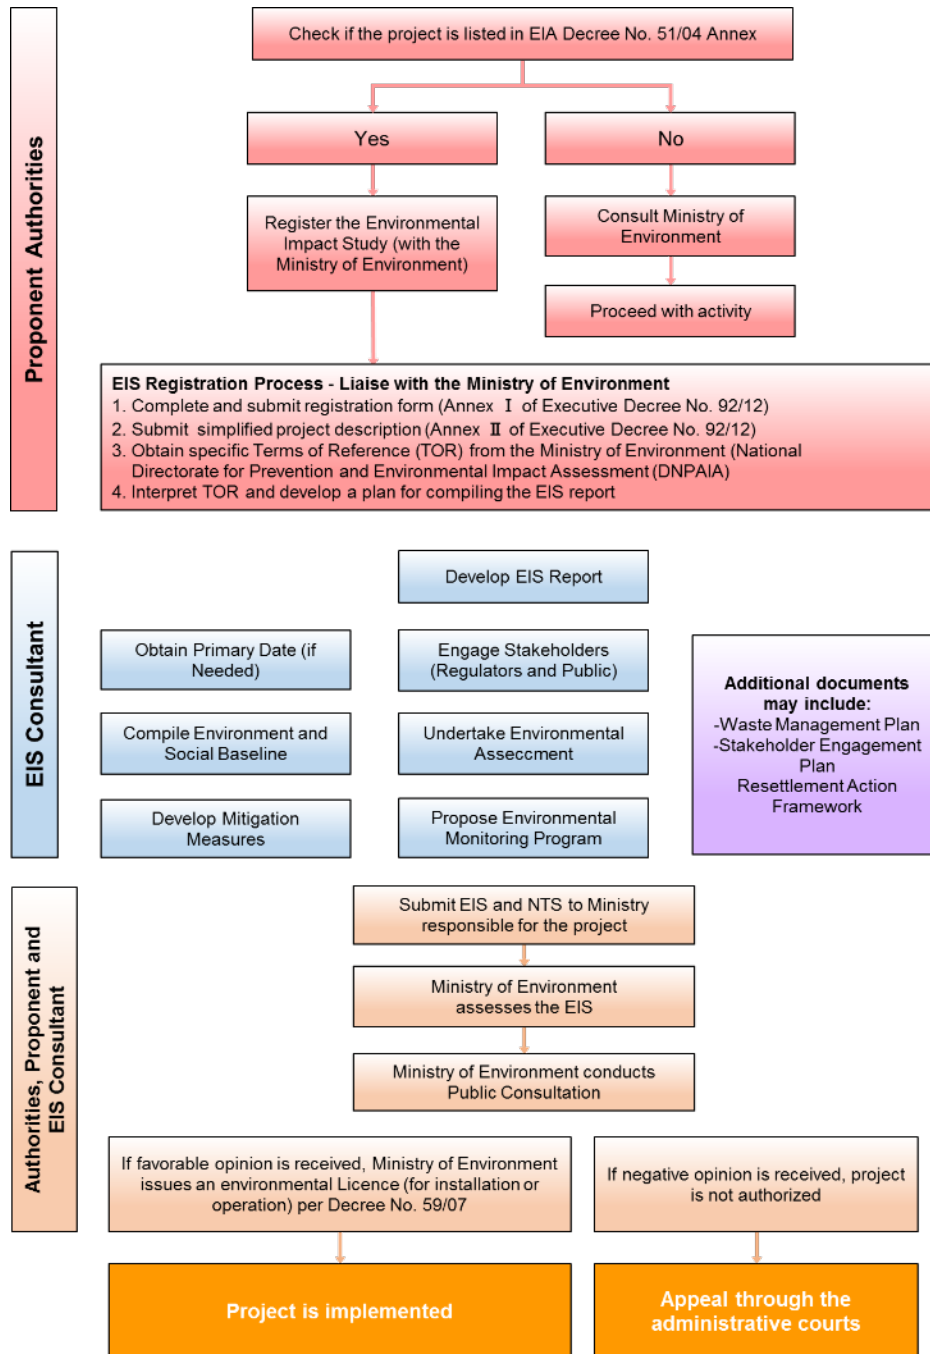 Proponent Authorities
Check if the project is listed in EIA Decree No. 51/04 Annex
Yes
No
Register the Environmental
Impact Study (with the
Ministry of Environment)
Consult Ministry of
Environment
Proceed with activity
EIS Registration Process - Liaise with the Ministry of Environment
1. Complete and submit registration form (Annex Ⅰ of Executive Decree No. 92/12)
2. Submit simplified project description (Annex Ⅱ of Executive Decree No. 92/12)
3. Obtain specific Terms of Reference (TOR) from the Ministry of Environment (National
Directorate for Prevention and Environmental Impact Assessment (DNPAIA)
4. Interpret TOR and develop a plan for compiling the EIS report
EIS Consultant
Develop EIS Report
Obtain Primary Date (if
Needed)
Engage Stakeholders
(Regulators and Public)
Compile Environment and
Social Baseline
Undertake Environmental
Asseccment
Develop Mitigation
Measures
Propose Environmental
Monitoring Program
Additional documents
may include:
-Waste Management Plan
-Stakeholder Engagement
Plan
Resettlement Action
Framework
Authorities, Proponent and
EIS Consultant
Submit EIS and NTS to Ministry
responsible for the project
Ministry of Environment
assesses the EIS
Ministry of Environment conducts
Public Consultation
If favorable opinion is received, Ministry of Environment
issues an environmental Licence (for installation or
operation) per Decree No. 59/07
If negative opinion is received, project
is not authorized
Project is implemented
Appeal through the
administrative courts